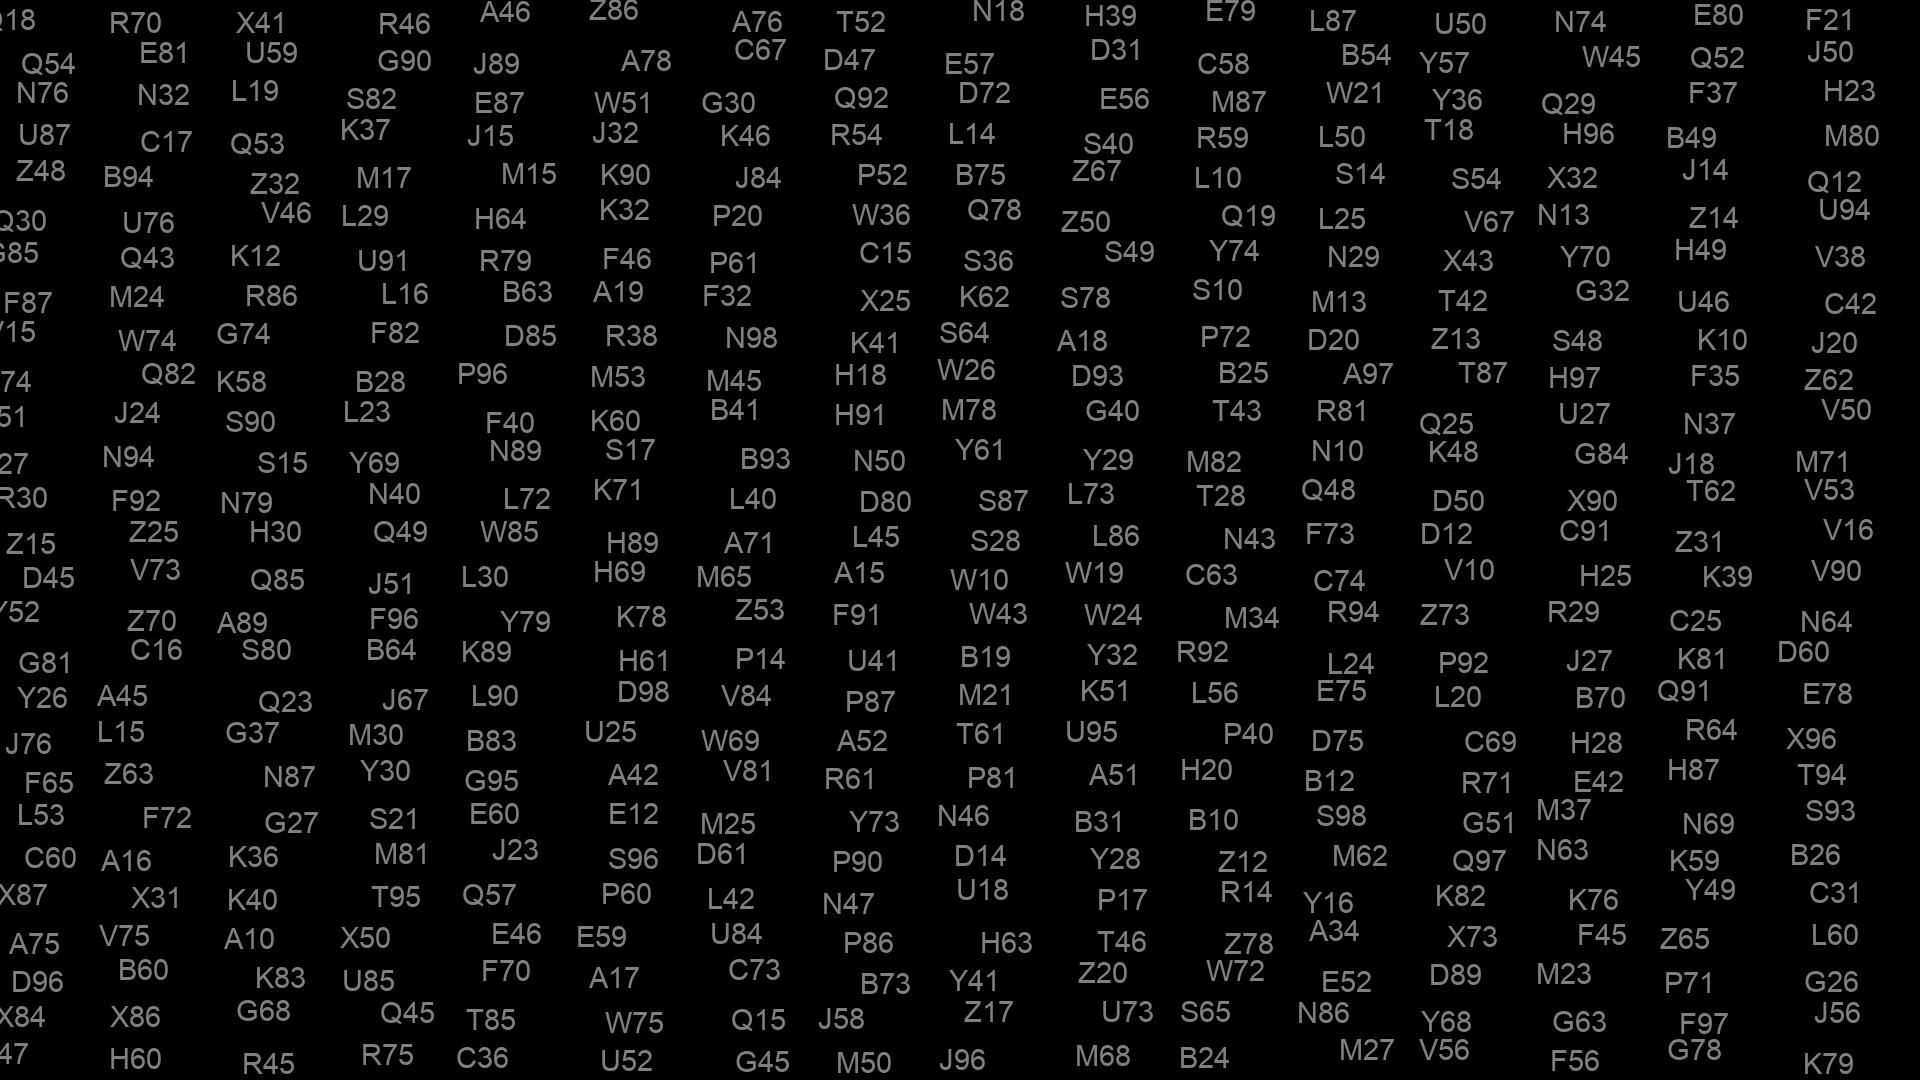 R70 X41 R46 A46 Z86 A76 T52 N18 H39 E79 L87 U50 N74 E80 F21
Q54 E81 U59 G90 J89 A78 C67 D47 E57 D31 C58 B54 Y57 W45 Q52 J50
N76 N32 L19 S82 E87 W51 G30 Q92 D72 E56 M87 W21 Y36 Q29 F37 H23
U87 C17 Q53 K37 J15 J32 K46 R54 L14 S40 R59 L50 T18 H96 B49 M80
Z48 B94 Z32 M17 M15 K90 J84 P52 B75 Z67 L10 S14 S54 X32 J14 Q12
Q30 U76 V46 L29 H64 K32 P20 W36 Q78 Z50 Q19 L25 V67 N13 Z14 U94
G85 Q43 K12 U91 R79 F46 P61 C15 S36 S49 Y74 N29 X43 Y70 H49 V38
F87 M24 R86 L16 B63 A19 F32 X25 K62 S78 S10 M13 T42 G32 U46 C42
W74 G74 F82 D85 R38 N98 K41 S64 A18 P72 D20 Z13 S48 K10 J20
74 Q82 K58 B28 P96 M53 M45 H18 W26 D93 B25 A97 T87 H97 F35 Z62
51 J24 S90 L23 F40 K60 B41 H91 M78 G40 T43 R81 Q25 U27 N37 V50
27 N94 S15 Y69 N89 S17 B93 N50 Y61 Y29 M82 N10 K48 G84 J18 M71
R30 F92 N79 N40 L72 K71 L40 D80 S87 L73 T28 Q48 D50 X90 T62 V53
Z15 Z25 H30 Q49 W85 H89 A71 L45 S28 L86 N43 F73 D12 C91 Z31 V16
D45 V73 Q85 J51 L30 H69 M65 A15 W10 W19 C63 C74 V10 H25 K39 V90
Y52 Z70 A89 F96 Y79 K78 Z53 F91 W43 W24 M34 R94 Z73 R29 C25 N64
G81 C16 S80 B64 K89 H61 P14 U41 B19 Y32 R92 L24 P92 J27 K81 D60
Y26 A45 Q23 J67 L90 D98 V84 P87 M21 K51 L56 E75 L20 B70 Q91 E78
J76 L15 G37 M30 B83 U25 W69 A52 T61 U95 P40 D75 C69 H28 R64 X96
F65 Z63 N87 Y30 G95 A42 V81 R61 P81 A51 H20 B12 R71 E42 H87 T94
L53 F72 G27 S21 E60 E12 M25 Y73 N46 B31 B10 S98 G51 M37 N69 S93
C60 A16 K36 M81 J23 S96 D61 P90 D14 Y28 Z12 M62 Q97 N63 K59 B26
X87 X31 K40 T95 Q57 P60 L42 N47 U18 P17 R14 Y16 K82 K76 Y49 C31
A75 V75 A10 X50 E46 E59 U84 P86 H63 T46 Z78 A34 X73 F45 Z65 L60
D96 B60 K83 U85 F70 A17 C73 B73 Y41 Z20 W72 E52 D89 M23 P71 G26
X84 X86 G68 Q45 T85 W75 Q15 J58 Z17 U73 S65 N86 Y68 G63 F97 J56
47 H60 R45 R75 C36 U52 G45 M50 J96 M68 B24 M27 V56 F56 G78 K79